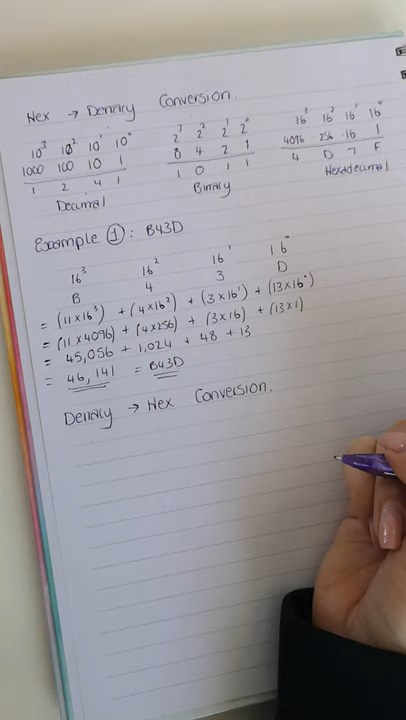 Hex → Denary Conversion.
10³ 10² 10¹ 10⁰ 2³ 2² 2¹ 2⁰ 16³ 16² 16¹ 16⁰
1000 100 10 1 8 4 2 1 4096 256 16 1
1 2 4 1 1 0 1 1 4 D 7 F
Decimal Binary Hexadecimal
Example ①: B43D
16³ 16² 16¹ 16⁰
B 4 3 D
= (11 x 16³) + (4 x 16²) + (3 x 16¹) + (13 x 16⁰)
= (11 x 4096) + (4 x 256) + (3 x 16) + (13 x 1)
= 45,056 + 1,024 + 48 + 13
= 46,141 = B43D
Denary → Hex Conversion.